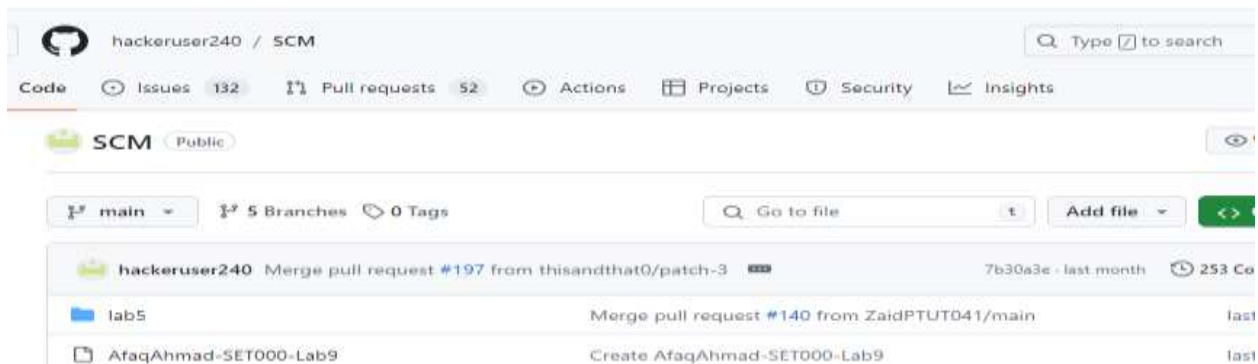 hackeruser240 / SCM Type / to search
Code Issues 132 Pull requests 52 Actions Projects Security Insights
SCM Public
main 5 Branches 0 Tags Go to file t Add file <>
hackeruser240 Merge pull request #197 from thisandthat0/patch-3 7b30a3e · last month 253 Co
lab5 Merge pull request #140 from ZaidPTUT041/main last
AfaqAhmad-SET000-Lab9 Create AfaqAhmad-SET000-Lab9 last